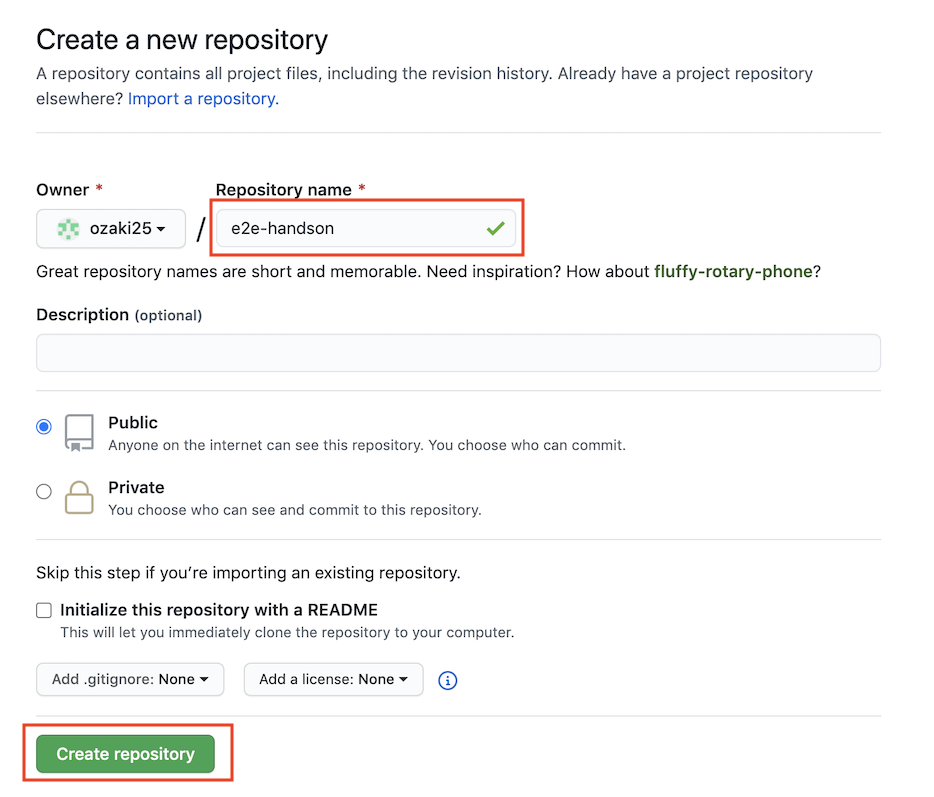 Create a new repository
A repository contains all project files, including the revision history. Already have a project repository
elsewhere? Import a repository.
Owner * Repository name *
ozaki25 / e2e-handson
Great repository names are short and memorable. Need inspiration? How about fluffy-rotary-phone?
Description (optional)
Public
Anyone on the internet can see this repository. You choose who can commit.
Private
You choose who can see and commit to this repository.
Skip this step if you’re importing an existing repository.
Initialize this repository with a README
This will let you immediately clone the repository to your computer.
Add .gitignore: None Add a license: None
Create repository